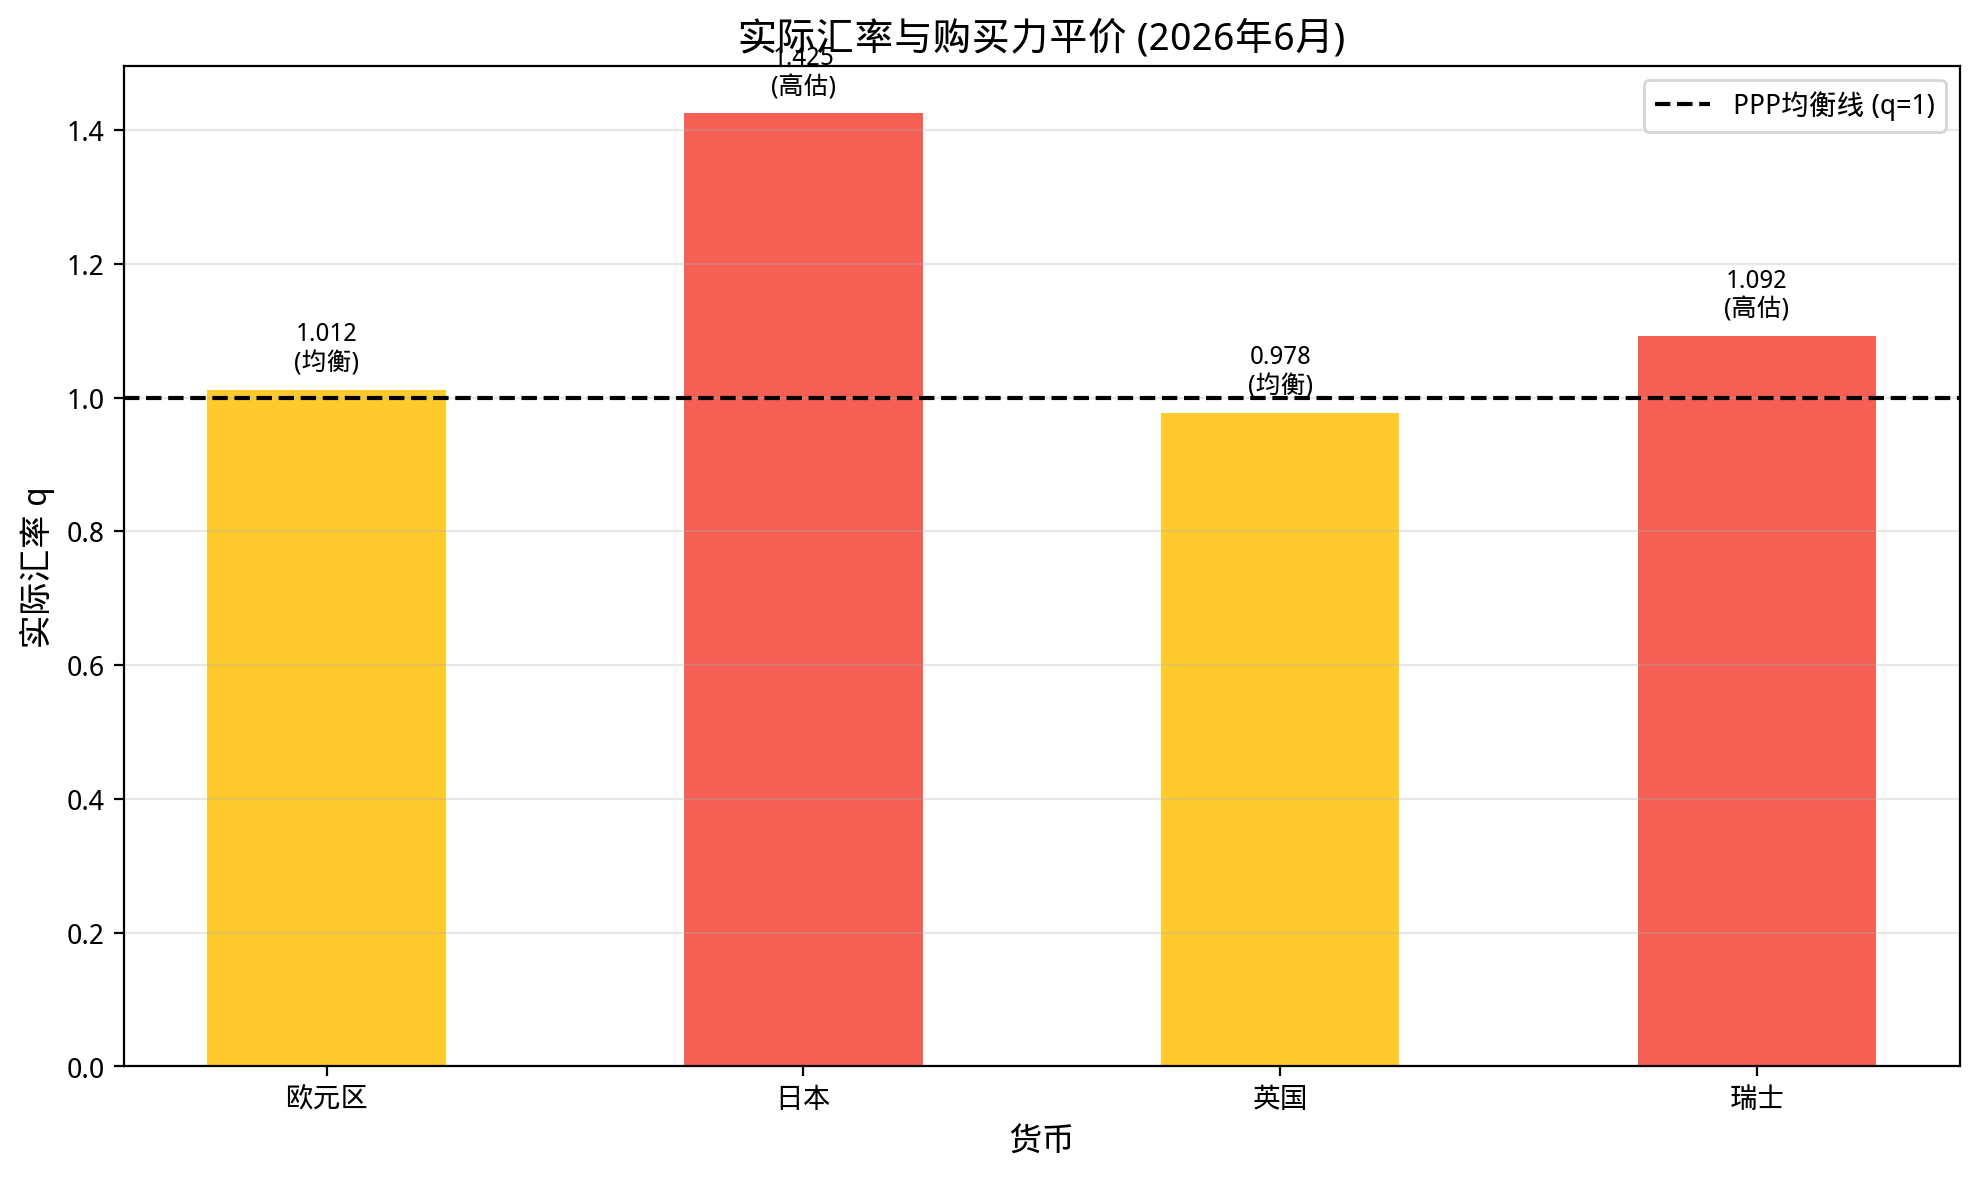 实际汇率与购买力平价 (2026年6月)
1.425
(高估)
PPP均衡线 (q=1)
1.4
1.2
1.092
(高估)
1.012
(均衡)
0.978
(均衡)
1.0
0.8
实际汇率 q
0.6
0.4
0.2
0.0
欧元区
日本
英国
瑞士
货币